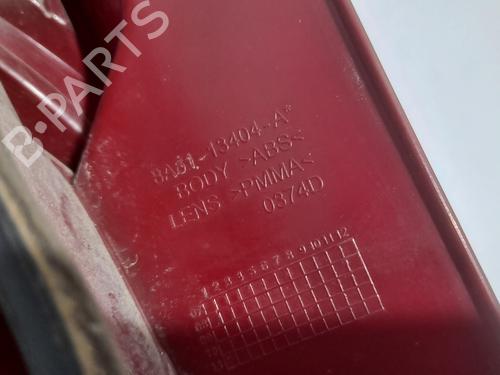 8A61-13404-A*
BODY >ABS<
LENS >PMMA<
0874D
1 2 3 4 5 6 7 8 9 10 11 12
B-PARTS